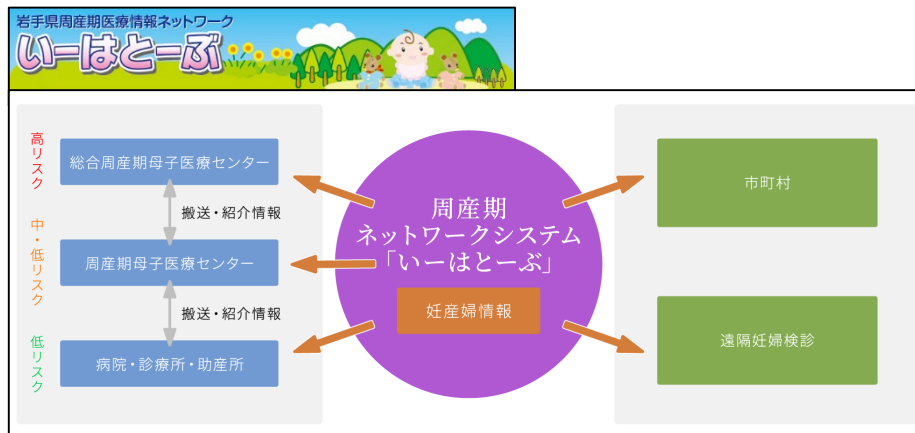 岩手県周産期医療情報ネットワーク
いーはとーぶ
高リスク
総合周産期母子医療センター
搬送・紹介情報
中・低リスク
周産期母子医療センター
搬送・紹介情報
低リスク
病院・診療所・助産所
周産期
ネットワークシステム
「いーはとーぶ」
妊産婦情報
市町村
遠隔妊婦検診